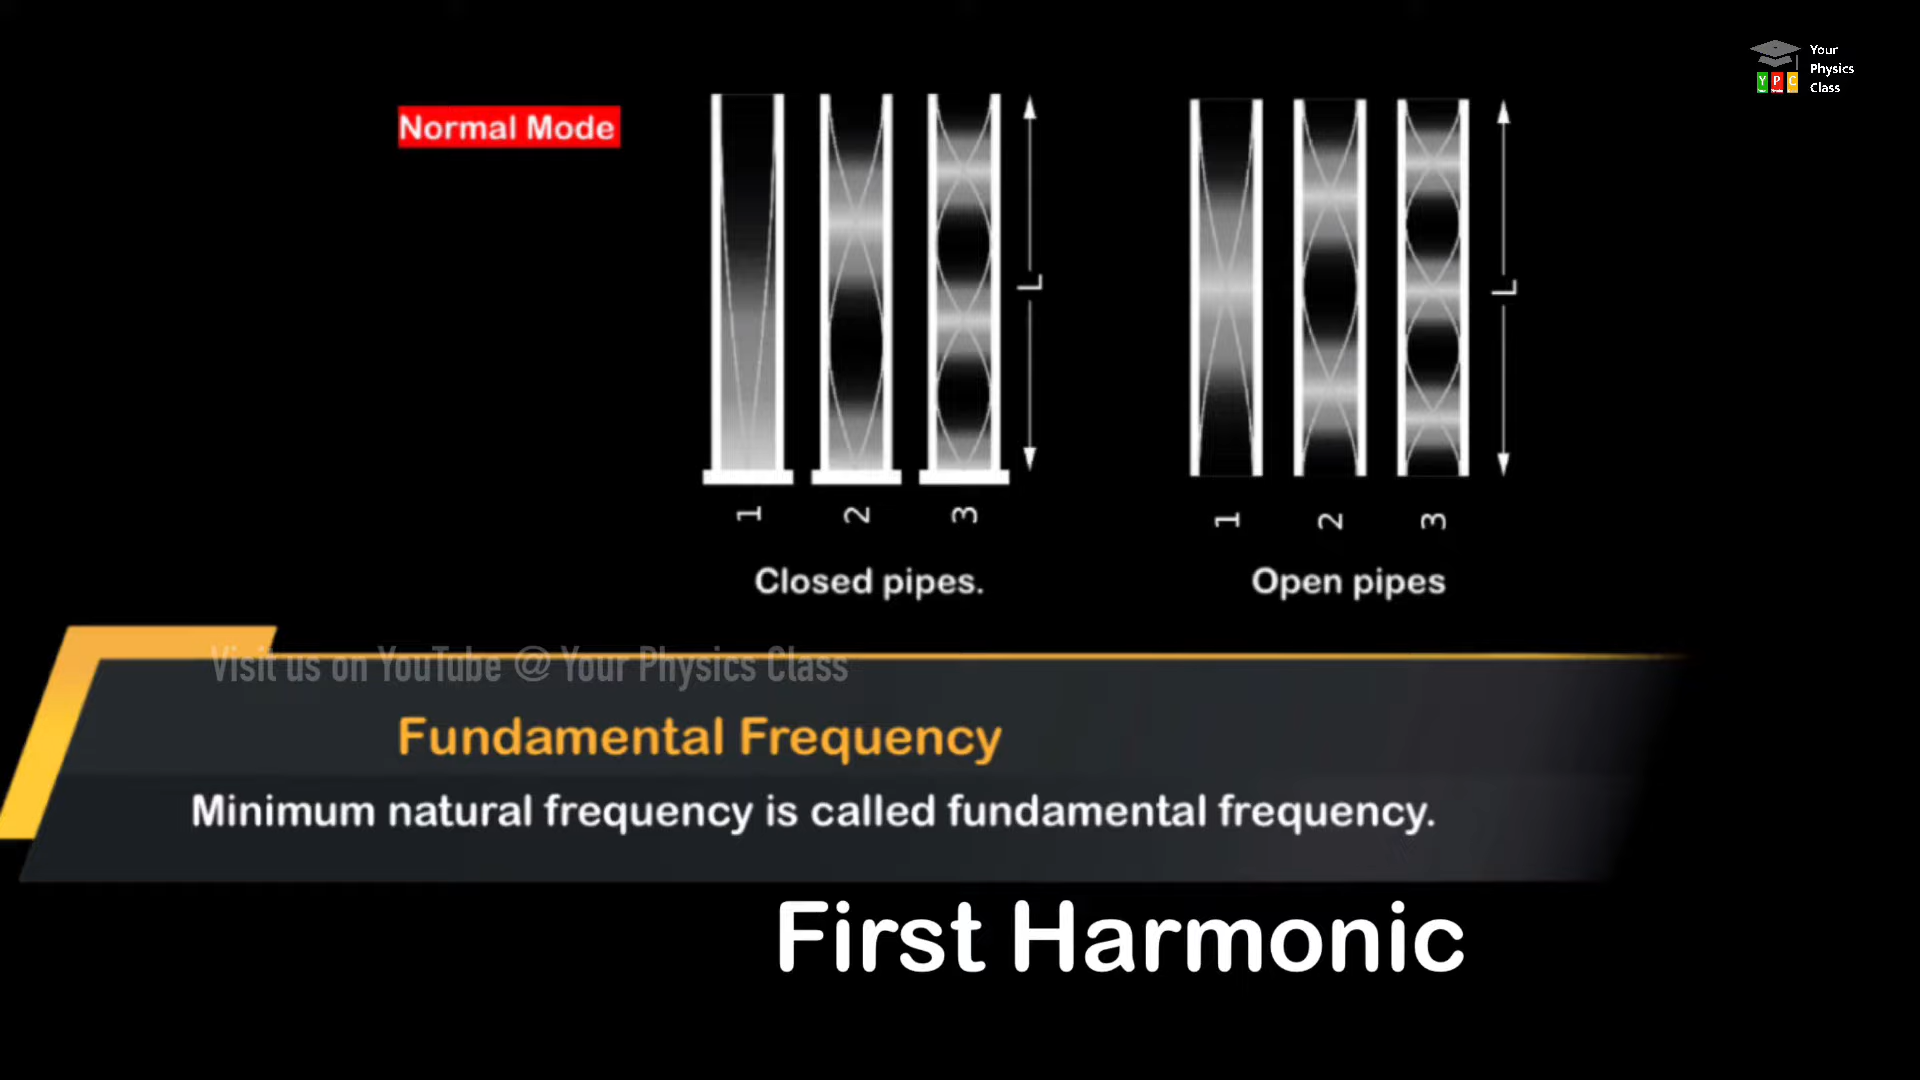 Your
Physics
Class
Y P C
Normal Mode
L
L
1 2 3
1 2 3
Closed pipes.
Open pipes
Visit us on YouTube @ Your Physics Class
Fundamental Frequency
Minimum natural frequency is called fundamental frequency.
First Harmonic